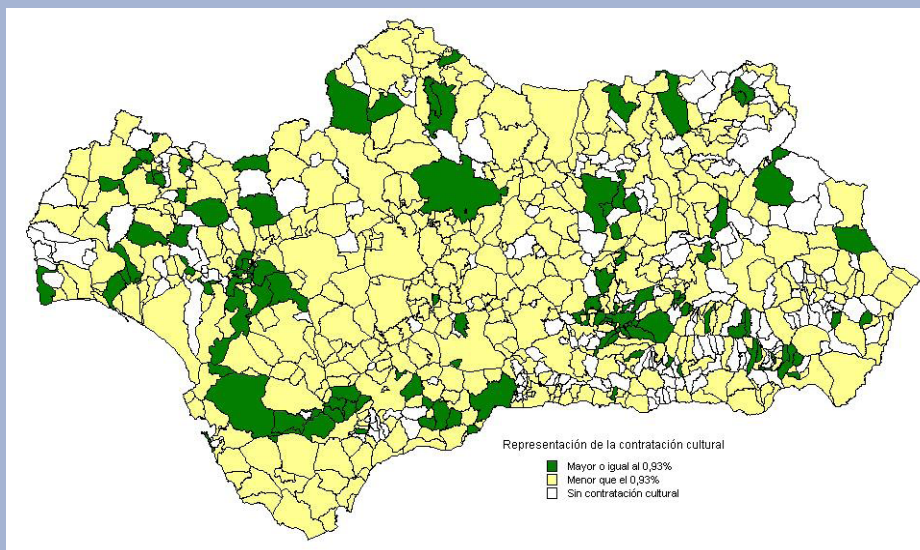 Representación de la contratación cultural
Mayor o igual al 0,93%
Menor que el 0,93%
Sin contratación cultural